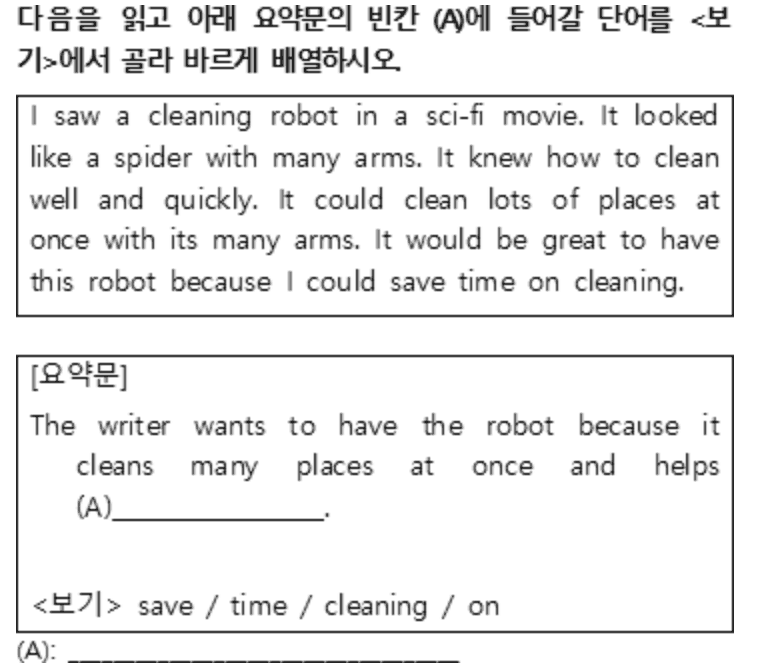 다음을 읽고 아래 요약문의 빈칸 (A)에 들어갈 단어를 <보
기>에서 골라 바르게 배열하시오.
I saw a cleaning robot in a sci-fi movie. It looked
like a spider with many arms. It knew how to clean
well and quickly. It could clean lots of places at
once with its many arms. It would be great to have
this robot because I could save time on cleaning.
[요약문]
The writer wants to have the robot because it
cleans many places at once and helps
(A)_______________.
<보기> save / time / cleaning / on
(A): ____________________________